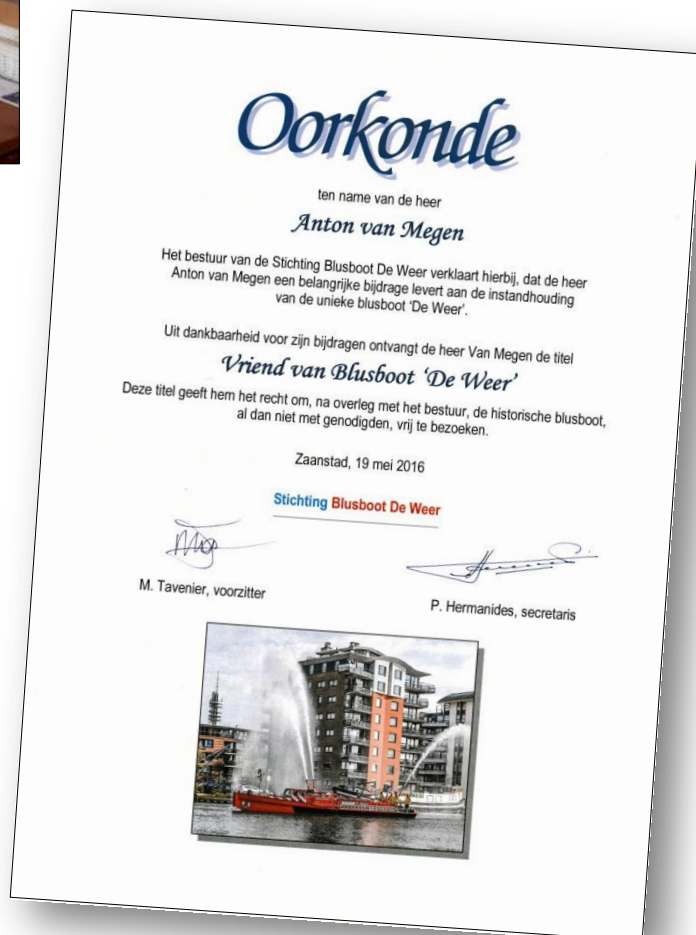 Oorkonde
ten name van de heer
Anton van Megen
Het bestuur van de Stichting Blusboot De Weer verklaart hierbij, dat de heer
Anton van Megen een belangrijke bijdrage levert aan de instandhouding
van de unieke blusboot 'De Weer'.
Uit dankbaarheid voor zijn bijdragen ontvangt de heer Van Megen de titel
Vriend van Blusboot 'De Weer'
Deze titel geeft hem het recht om, na overleg met het bestuur, de historische blusboot,
al dan niet met genodigden, vrij te bezoeken.
Zaanstad, 19 mei 2016
Stichting Blusboot De Weer
M. Tavenier, voorzitter
P. Hermanides, secretaris